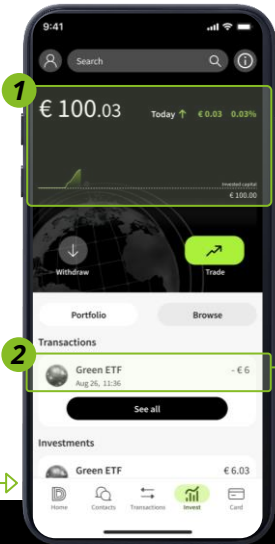 9:41
Search
1
€ 100.03 Today ↑ € 0.03 0.03%
Invested capital
€ 100.00
Withdraw Trade
Portfolio Browse
Transactions
2
Green ETF - € 6
Aug 26, 11:36
See all
Investments
Green ETF € 6.03
Home Contacts Transactions Invest Card